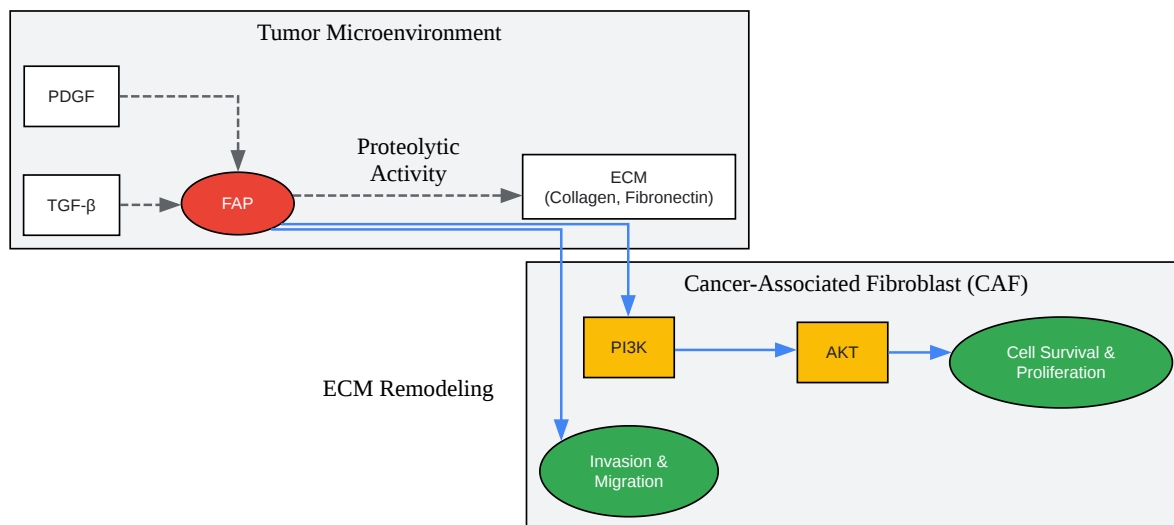 Tumor Microenvironment
PDGF
Proteolytic
Activity
ECM
(Collagen, Fibronectin)
TGF-β
FAP
Cancer-Associated Fibroblast (CAF)
PI3K
AKT
Cell Survival &
Proliferation
ECM Remodeling
Invasion &
Migration